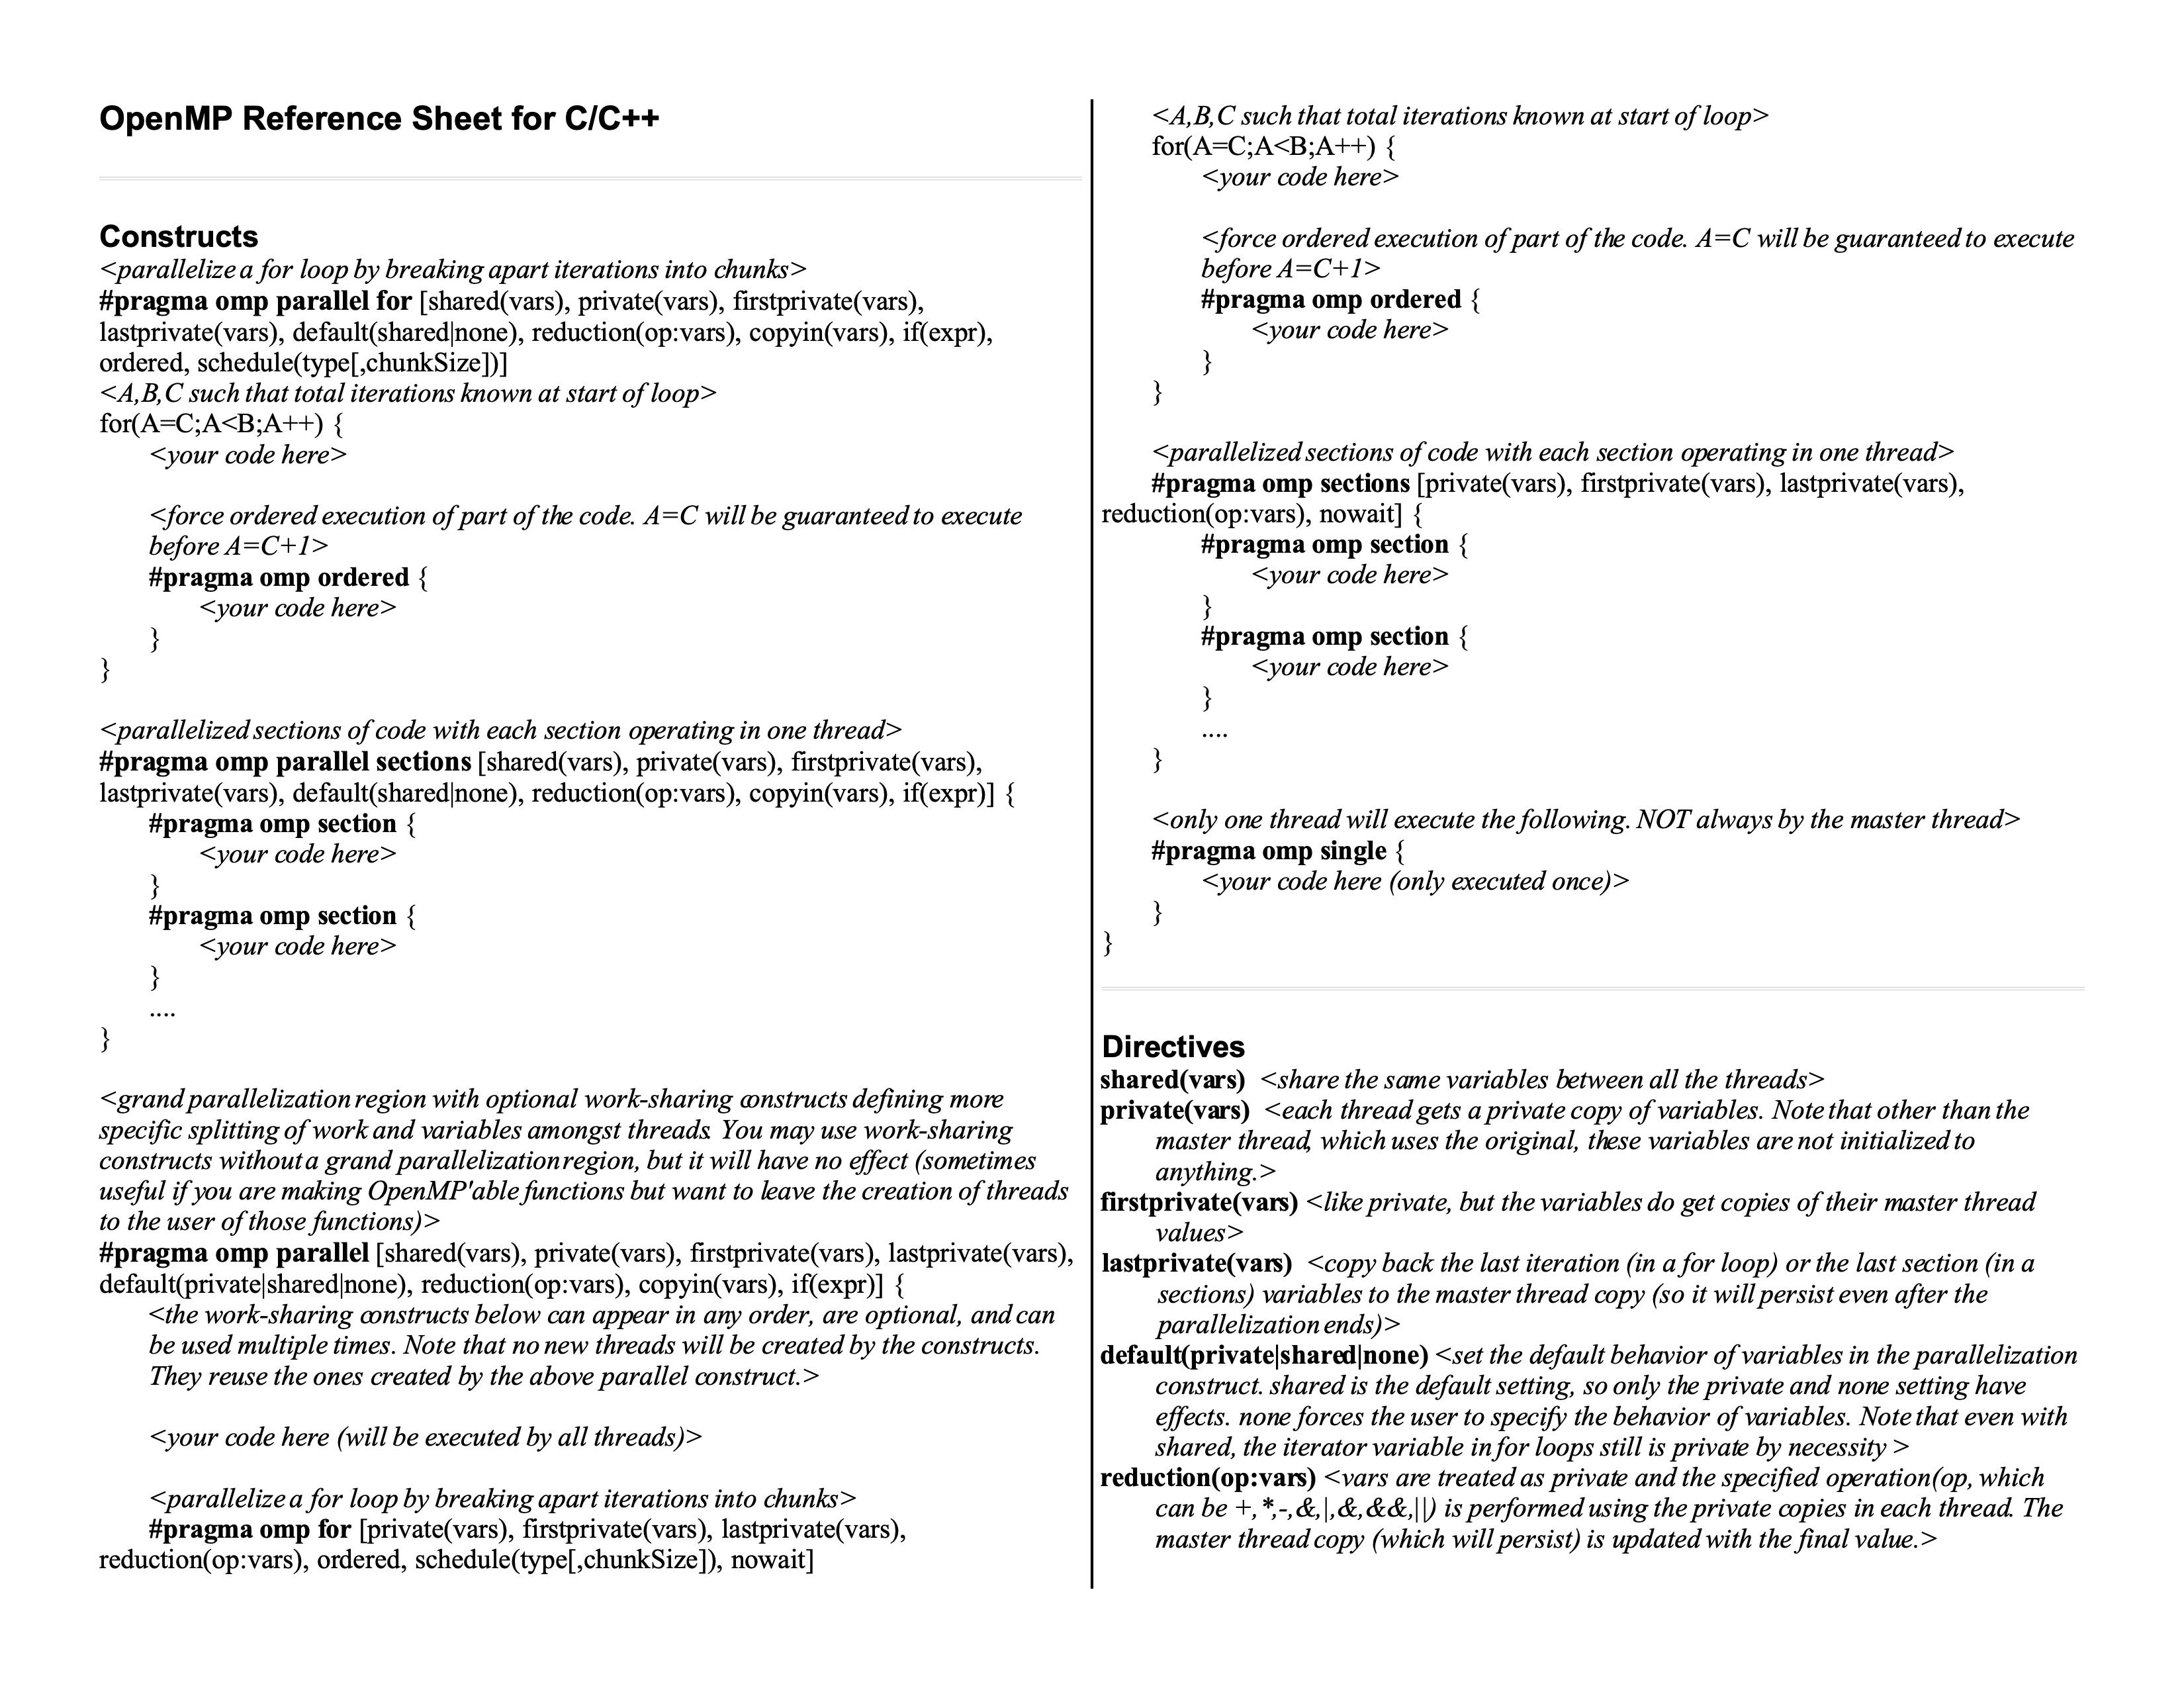 OpenMP Reference Sheet for C/C++
Constructs
<parallelize a for loop by breaking apart iterations into chunks>
#pragma omp parallel for [shared(vars), private(vars), firstprivate(vars),
lastprivate(vars), default(shared|none), reduction(op:vars), copyin(vars), if(expr),
ordered, schedule(type[,chunkSize])]
<A,B,C such that total iterations known at start of loop>
for(A=C;A<B;A++) {
<your code here>
<force ordered execution of part of the code. A=C will be guaranteed to execute
before A=C+1>
#pragma omp ordered {
<your code here>
}
}
<parallelized sections of code with each section operating in one thread>
#pragma omp parallel sections [shared(vars), private(vars), firstprivate(vars),
lastprivate(vars), default(shared|none), reduction(op:vars), copyin(vars), if(expr)] {
#pragma omp section {
<your code here>
}
#pragma omp section {
<your code here>
}
....
}
<grand parallelization region with optional work-sharing constructs defining more
specific splitting of work and variables amongst threads. You may use work-sharing
constructs without a grand parallelization region, but it will have no effect (sometimes
useful if you are making OpenMP'able functions but want to leave the creation of threads
to the user of those functions)>
#pragma omp parallel [shared(vars), private(vars), firstprivate(vars), lastprivate(vars),
default(private|shared|none), reduction(op:vars), copyin(vars), if(expr)] {
<the work-sharing constructs below can appear in any order, are optional, and can
be used multiple times. Note that no new threads will be created by the constructs.
They reuse the ones created by the above parallel construct.>
<your code here (will be executed by all threads)>
<parallelize a for loop by breaking apart iterations into chunks>
#pragma omp for [private(vars), firstprivate(vars), lastprivate(vars),
reduction(op:vars), ordered, schedule(type[,chunkSize]), nowait]
<A,B,C such that total iterations known at start of loop>
for(A=C;A<B;A++) {
<your code here>
<force ordered execution of part of the code. A=C will be guaranteed to execute
before A=C+1>
#pragma omp ordered {
<your code here>
}
}
<parallelized sections of code with each section operating in one thread>
#pragma omp sections [private(vars), firstprivate(vars), lastprivate(vars),
reduction(op:vars), nowait] {
#pragma omp section {
<your code here>
}
#pragma omp section {
<your code here>
}
....
}
<only one thread will execute the following. NOT always by the master thread>
#pragma omp single {
<your code here (only executed once)>
}
}
Directives
shared(vars) <share the same variables between all the threads>
private(vars) <each thread gets a private copy of variables. Note that other than the
master thread, which uses the original, these variables are not initialized to
anything.>
firstprivate(vars) <like private, but the variables do get copies of their master thread
values>
lastprivate(vars) <copy back the last iteration (in a for loop) or the last section (in a
sections) variables to the master thread copy (so it will persist even after the
parallelization ends)>
default(private|shared|none) <set the default behavior of variables in the parallelization
construct. shared is the default setting, so only the private and none setting have
effects. none forces the user to specify the behavior of variables. Note that even with
shared, the iterator variable in for loops still is private by necessity >
reduction(op:vars) <vars are treated as private and the specified operation(op, which
can be +,*,-,&,|,&,&&,||) is performed using the private copies in each thread. The
master thread copy (which will persist) is updated with the final value.>